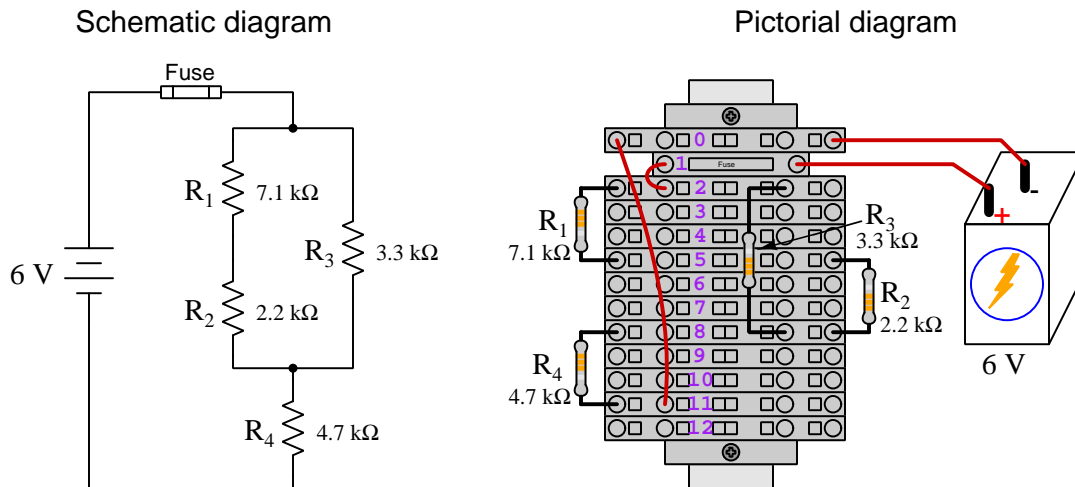 Schematic diagram
Fuse
R1
7.1 kΩ
R3
3.3 kΩ
6 V
R2
2.2 kΩ
R4
4.7 kΩ
Pictorial diagram
0
1
Fuse
2
3
4
5
6
7
8
9
10
11
12
R1
7.1 kΩ
R3
3.3 kΩ
R2
2.2 kΩ
R4
4.7 kΩ
-
+
6 V